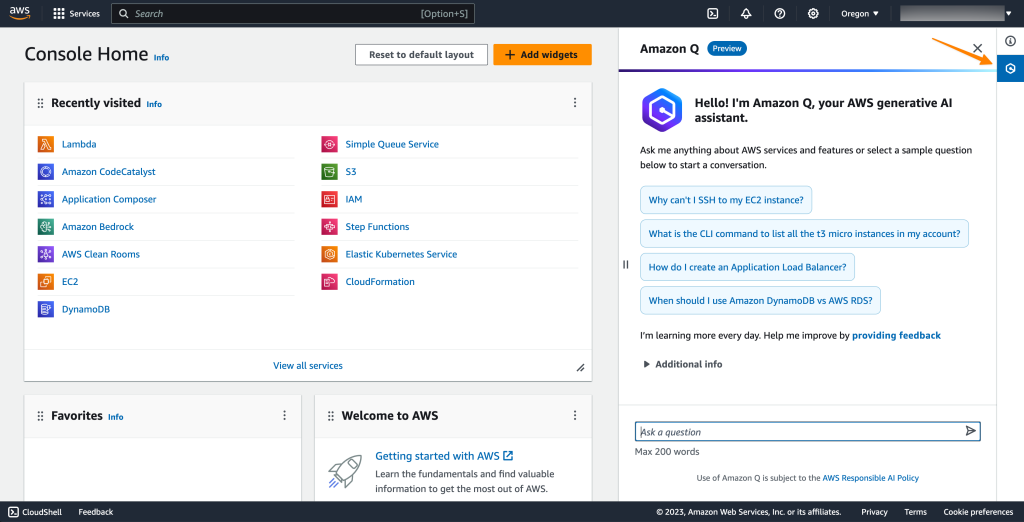 aws
Services
Search
[Option+S]
Oregon
Console Home Info
Reset to default layout
Add widgets
Recently visited Info
Lambda
Amazon CodeCatalyst
Application Composer
Amazon Bedrock
AWS Clean Rooms
EC2
DynamoDB
Simple Queue Service
S3
IAM
Step Functions
Elastic Kubernetes Service
CloudFormation
View all services
Favorites Info
Welcome to AWS
Getting started with AWS
Learn the fundamentals and find valuable
information to get the most out of AWS.
Amazon Q Preview
Hello! I'm Amazon Q, your AWS generative AI
assistant.
Ask me anything about AWS services and features or select a sample question
below to start a conversation.
Why can't I SSH to my EC2 instance?
What is the CLI command to list all the t3 micro instances in my account?
How do I create an Application Load Balancer?
When should I use Amazon DynamoDB vs AWS RDS?
I'm learning more every day. Help me improve by providing feedback
Additional info
Ask a question
Max 200 words
Use of Amazon Q is subject to the AWS Responsible AI Policy
CloudShell
Feedback
© 2023, Amazon Web Services, Inc. or its affiliates.
Privacy
Terms
Cookie preferences